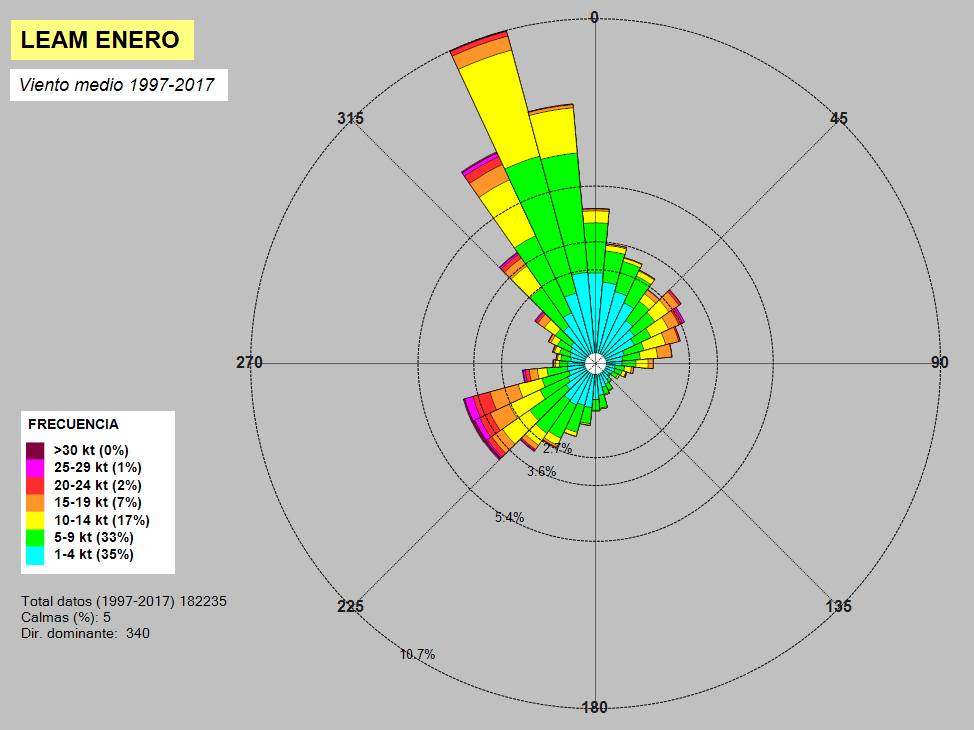 LEAM ENERO
Viento medio 1997-2017
0
315
45
270
90
2.7%
3.6%
5.4%
FRECUENCIA
>30 kt (0%)
25-29 kt (1%)
20-24 kt (2%)
15-19 kt (7%)
10-14 kt (17%)
5-9 kt (33%)
1-4 kt (35%)
Total datos (1997-2017) 182235
Calmas (%): 5
Dir. dominante: 340
225
135
10.7%
180